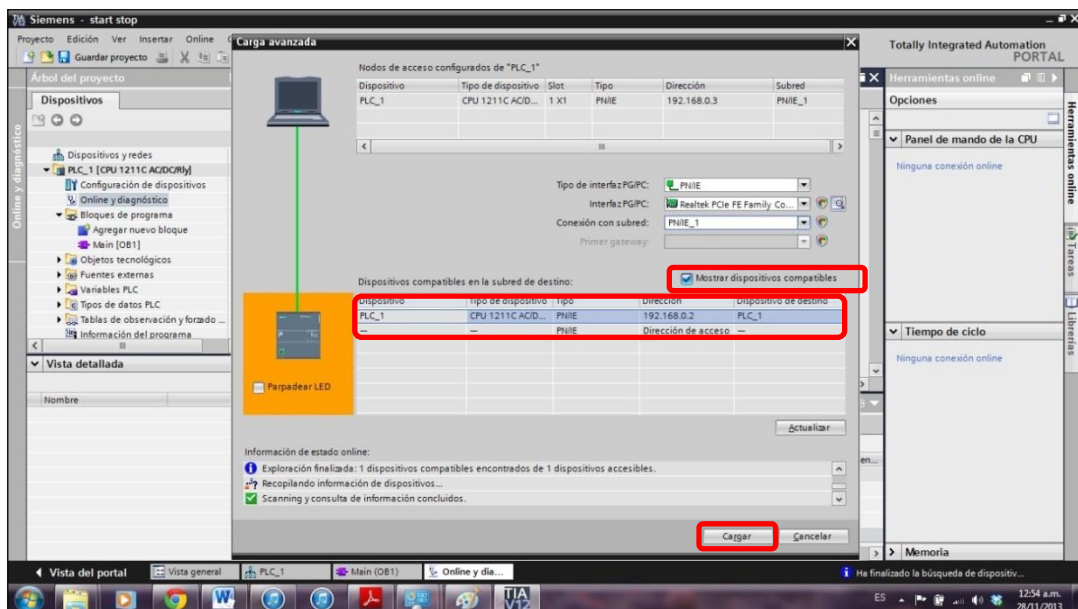 Siemens - start stop
Proyecto Edición Ver Insertar Online
Guardar proyecto
Totally Integrated Automation
PORTAL
Árbol del proyecto
Dispositivos
Dispositivos y redes
PLC_1 [CPU 1211C AC/DC/Rly]
Configuración de dispositivos
Online y diagnóstico
Bloques de programa
Agregar nuevo bloque
Main [OB1]
Objetos tecnológicos
Fuentes externas
Variables PLC
Tipos de datos PLC
Tablas de observación y forzado ...
Información del programa
Vista detallada
Nombre
Online y diagnóstico
Carga avanzada
Nodos de acceso configurados de "PLC_1"
Dispositivo Tipo de dispositivo Slot Tipo Dirección Subred
PLC_1 CPU 1211C AC/D... 1 X1 PN/IE 192.168.0.3 PN/IE_1
Tipo de interfaz PG/PC: PN/IE
Interfaz PG/PC: Realtek PCIe FE Family Co...
Conexión con subred: PN/IE_1
Primer gateway:
Dispositivos compatibles en la subred de destino:
Mostrar dispositivos compatibles
Dispositivo Tipo de dispositivo Tipo Dirección Dispositivo de destino
PLC_1 CPU 1211C AC/D... PN/IE 192.168.0.2 PLC_1
— — PN/IE Dirección de acceso —
Parpadear LED
Actualizar
Información de estado online:
Exploración finalizada: 1 dispositivos compatibles encontrados de 1 dispositivos accesibles.
Recopilando información de dispositivos...
Scanning y consulta de información concluidos.
Cargar Cancelar
Herramientas online
Opciones
Panel de mando de la CPU
Ninguna conexión online
Tiempo de ciclo
Ninguna conexión online
Memoria
Herramientas online
Tareas
Librerías
en...
Vista del portal Vista general PLC_1 Main (OB1) Online y dia...
Ha finalizado la búsqueda de dispositiv...
TIA
V12
ES
12:54 a.m.
28/11/2013